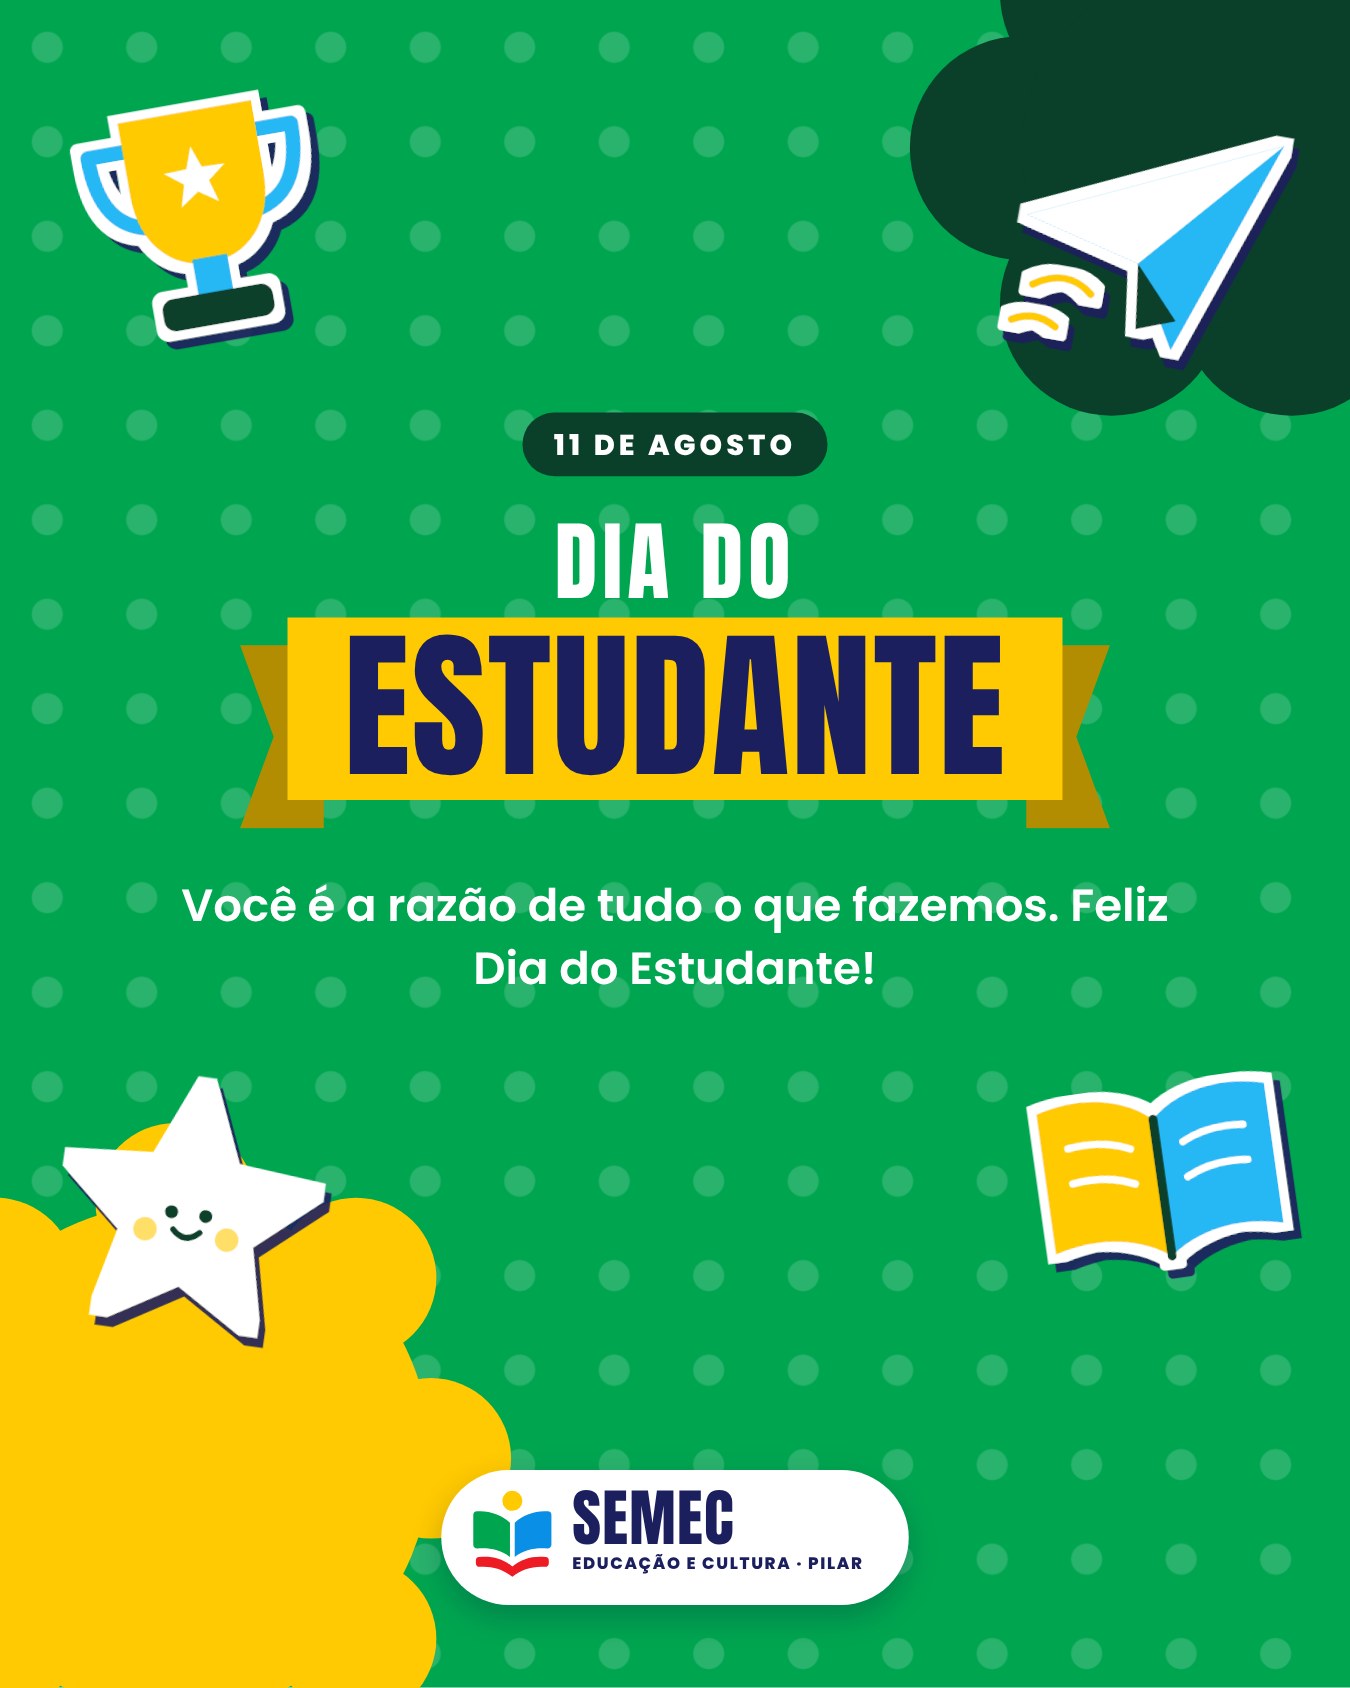 11 DE AGOSTO
DIA DO
ESTUDANTE
Você é a razão de tudo o que fazemos. Feliz
Dia do Estudante!
SEMEC
EDUCAÇÃO E CULTURA · PILAR